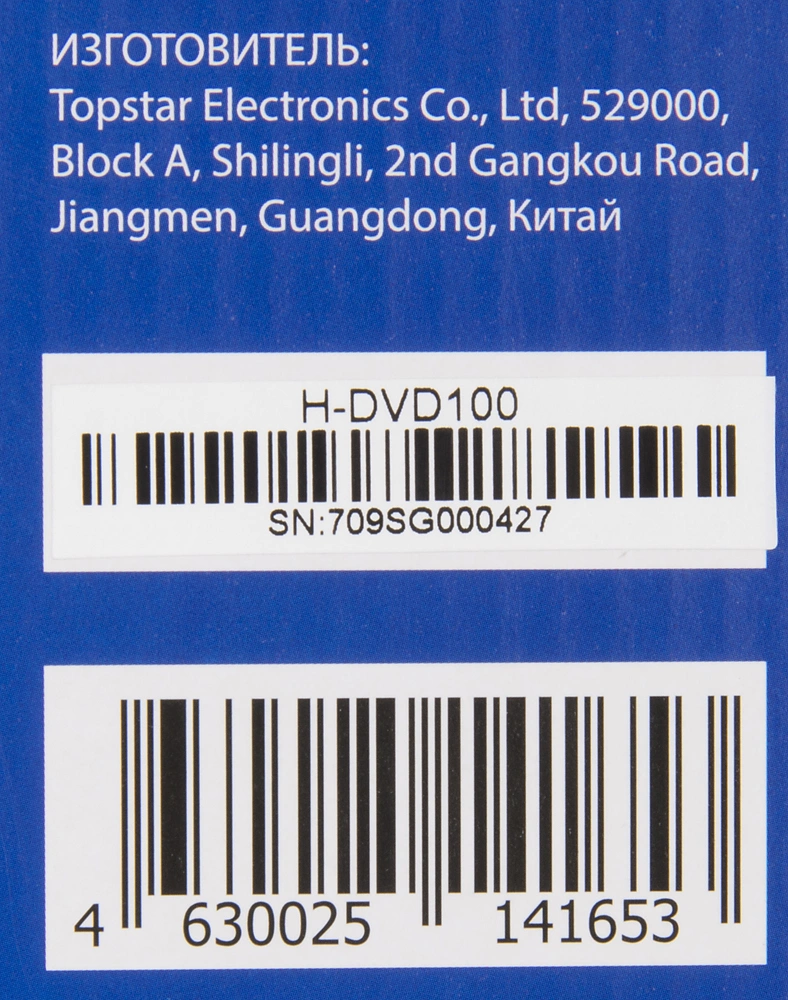 ИЗГОТОВИТЕЛЬ:
Topstar Electronics Co., Ltd, 529000,
Block A, Shilingli, 2nd Gangkou Road,
Jiangmen, Guangdong, Китай
H-DVD100
SN:709SG000427
4 630025 141653